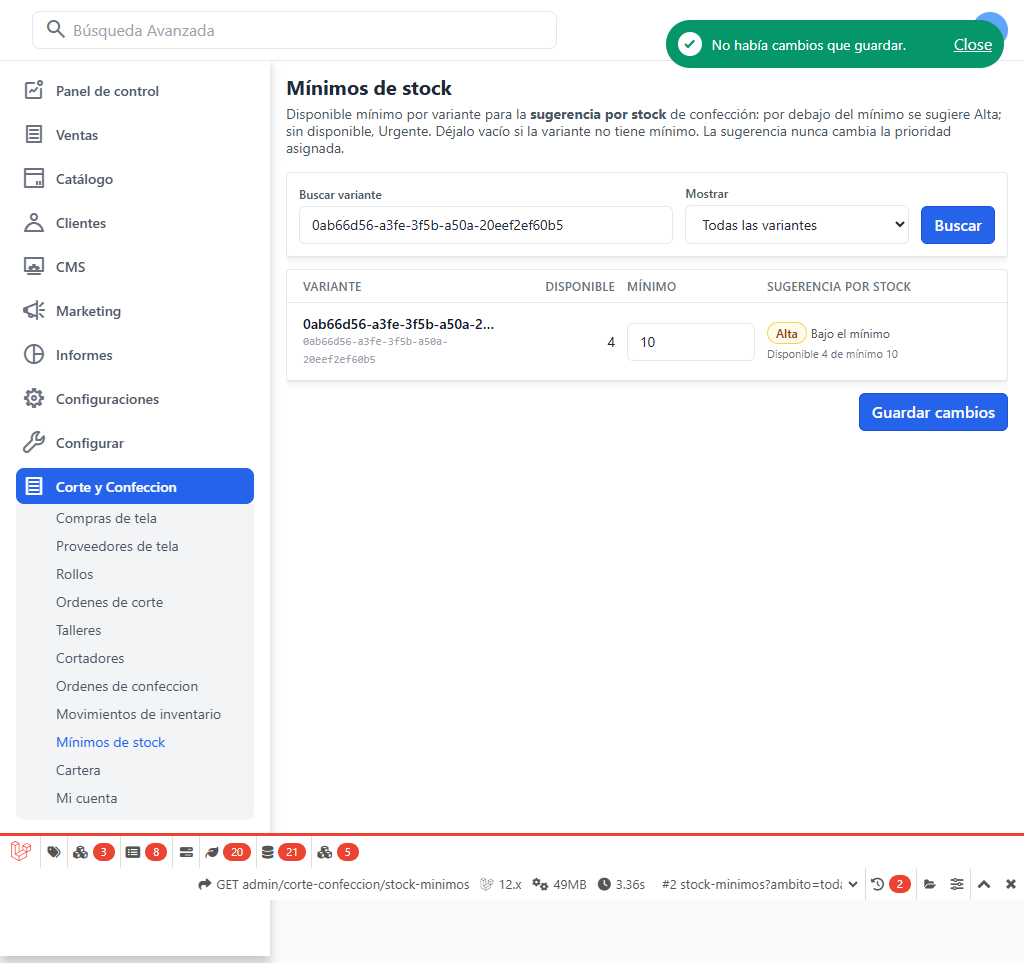 Búsqueda Avanzada
No había cambios que guardar.
Close
Panel de control
Ventas
Catálogo
Clientes
CMS
Marketing
Informes
Configuraciones
Configurar
Corte y Confeccion
Compras de tela
Proveedores de tela
Rollos
Ordenes de corte
Talleres
Cortadores
Ordenes de confeccion
Movimientos de inventario
Mínimos de stock
Cartera
Mi cuenta
Mínimos de stock
Disponible mínimo por variante para la sugerencia por stock de confección: por debajo del mínimo se sugiere Alta;
sin disponible, Urgente. Déjalo vacío si la variante no tiene mínimo. La sugerencia nunca cambia la prioridad
asignada.
Buscar variante
Mostrar
0ab66d56-a3fe-3f5b-a50a-20eef2ef60b5
Todas las variantes
Buscar
VARIANTE DISPONIBLE MÍNIMO SUGERENCIA POR STOCK
0ab66d56-a3fe-3f5b-a50a-2...
0ab66d56-a3fe-3f5b-a50a-
20eef2ef60b5
4
10
Alta Bajo el mínimo
Disponible 4 de mínimo 10
Guardar cambios
3 8 20 21 5
GET admin/corte-confeccion/stock-minimos 12.x 49MB 3.36s #2 stock-minimos?ambito=toda 2